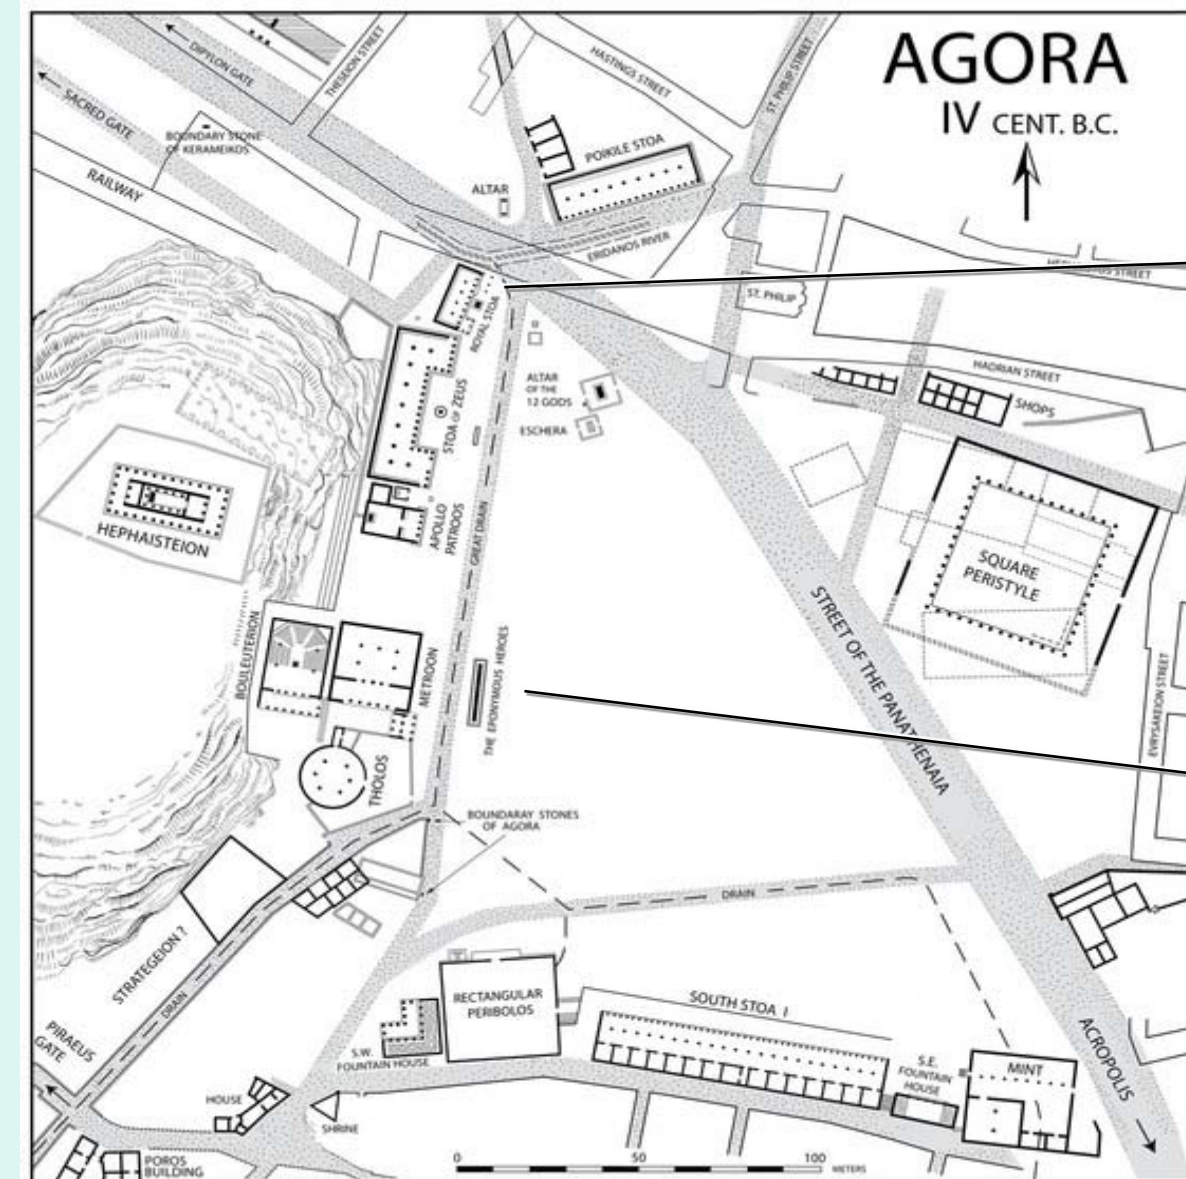 AGORA
IV CENT. B.C.
DIPYLON GATE
THESEION STREET
HASTINGS STREET
ST. PHILIP STREET
SACRED GATE
BOUNDARY STONE
OF KERAMEIKOS
POIKILE STOA
RAILWAY
ALTAR
ERIDANOS RIVER
STREET
ST. PHILIP
ROYAL STOA
HADRIAN STREET
ALTAR
OF THE
12 GODS
SHOPS
STOA OF ZEUS
ESCHERA
HEPHAISTEION
APOLLO
PATROOS
GREAT DRAIN
SQUARE
PERISTYLE
STREET OF THE PANATHENAIA
BOULEUTERION
METROON
THE EPONYMOUS HEROES
EVRYSAKEION STREET
THOLOS
BOUNDARAY STONES
OF AGORA
DRAIN
STRATEGEION ?
DRAIN
RECTANGULAR
PERIBOLOS
SOUTH STOA I
PIRAEUS
GATE
S.W.
FOUNTAIN HOUSE
S.E.
FOUNTAIN
HOUSE
MINT
ACROPOLIS
HOUSE
SHRINE
POROS
BUILDING
0 50 100 METERS